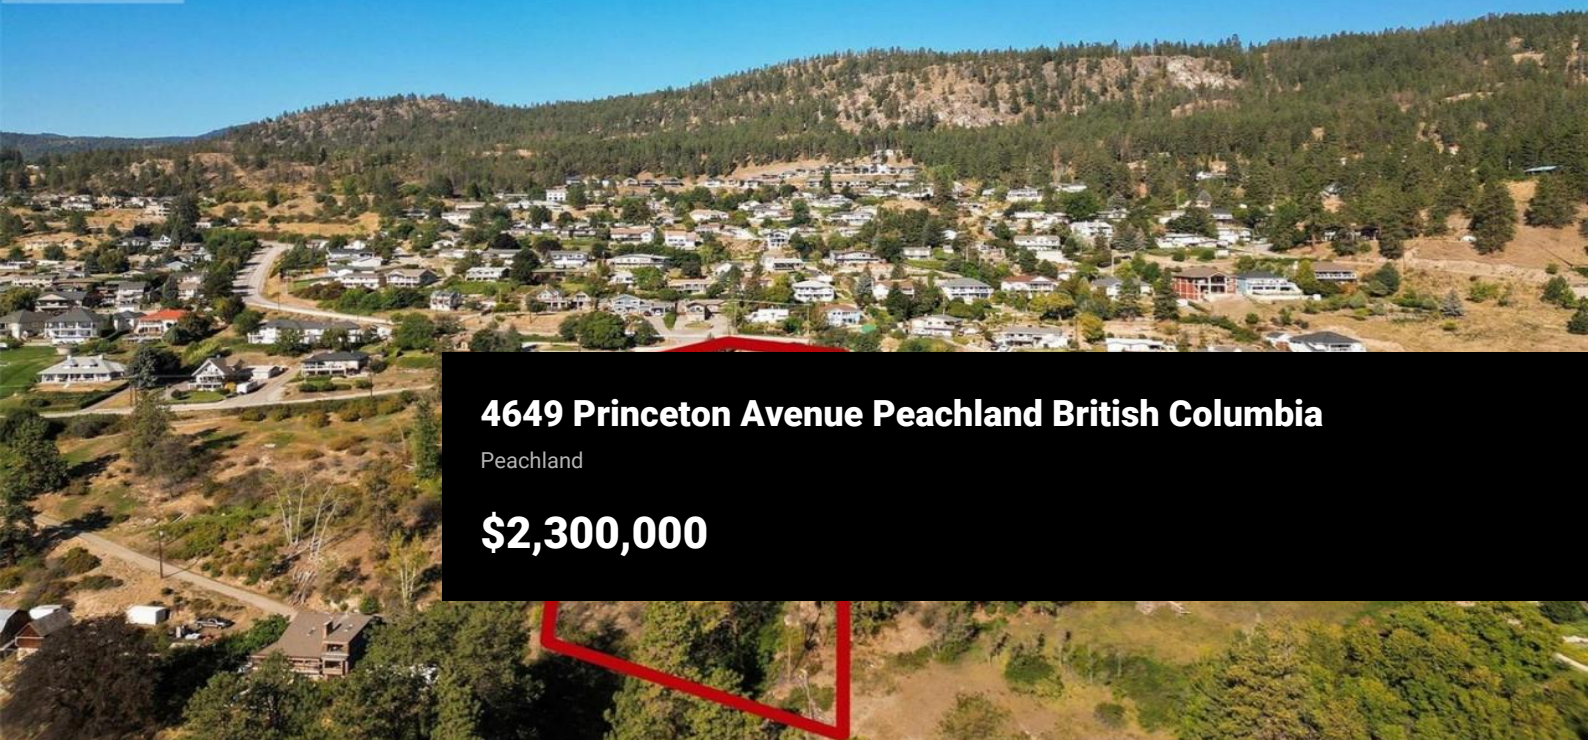 4649 Princeton Avenue Peachland British Columbia
Peachland
$2,300,000